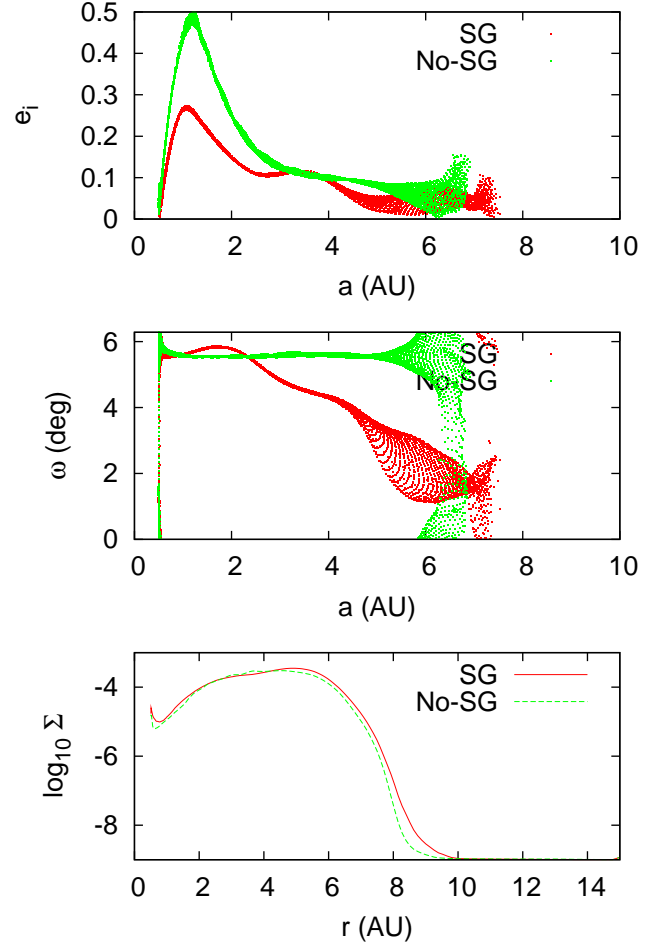 0.5
0.4
0.3
0.2
0.1
0
e_i
SG
No-SG
0 2 4 6 8 10
a (AU)
6
4
2
0
ω (deg)
SG
No-SG
0 2 4 6 8 10
a (AU)
-4
-6
-8
log₁₀ Σ
SG
No-SG
0 2 4 6 8 10 12 14
r (AU)